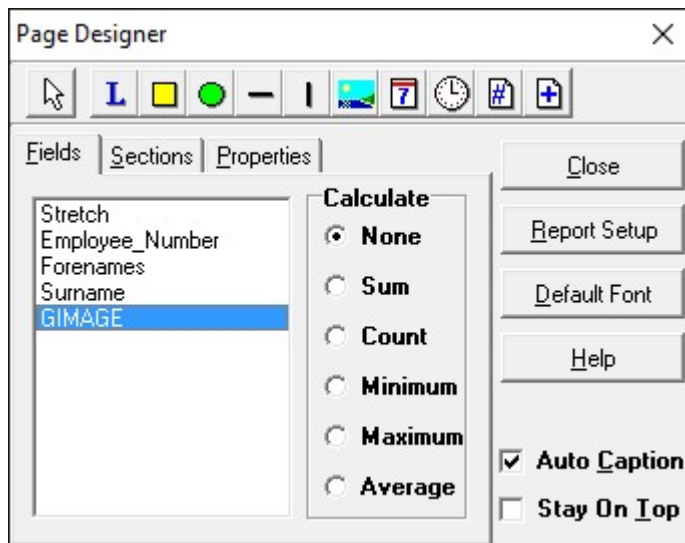 Page Designer
L
7
#
+
Fields
Sections
Properties
Stretch
Employee_Number
Forenames
Surname
GIMAGE
Calculate
None
Sum
Count
Minimum
Maximum
Average
Close
Report Setup
Default Font
Help
Auto Caption
Stay On Top